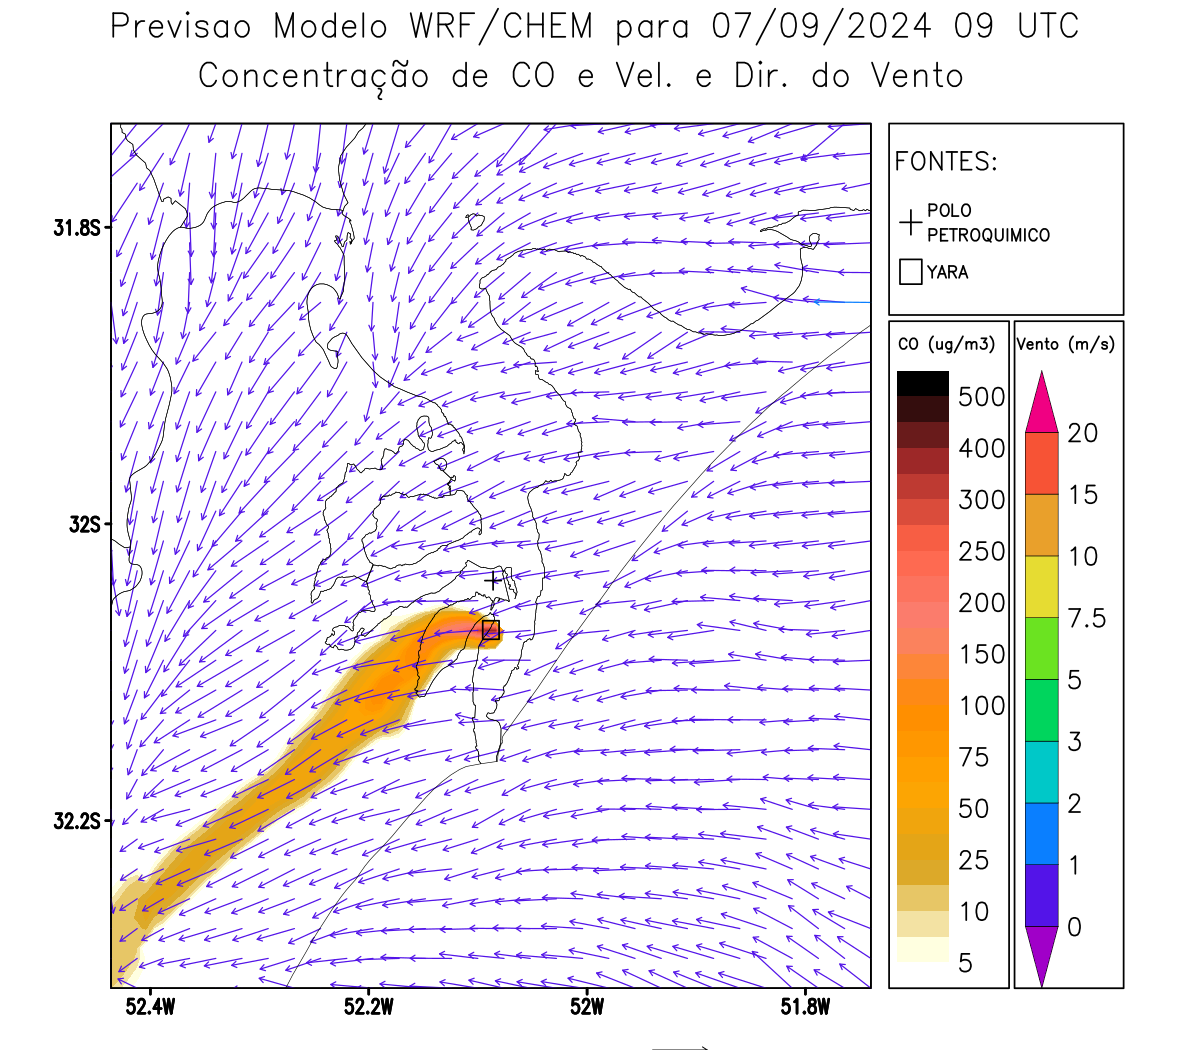 Previsao Modelo WRF/CHEM para 07/09/2024 09 UTC
Concentração de CO e Vel. e Dir. do Vento
FONTES:
POLO
PETROQUIMICO
YARA
CO (ug/m3)
500
400
300
250
200
150
100
75
50
25
10
5
Vento (m/s)
20
15
10
7.5
5
3
2
1
0
31.8S
32S
32.2S
52.4W
52.2W
52W
51.8W